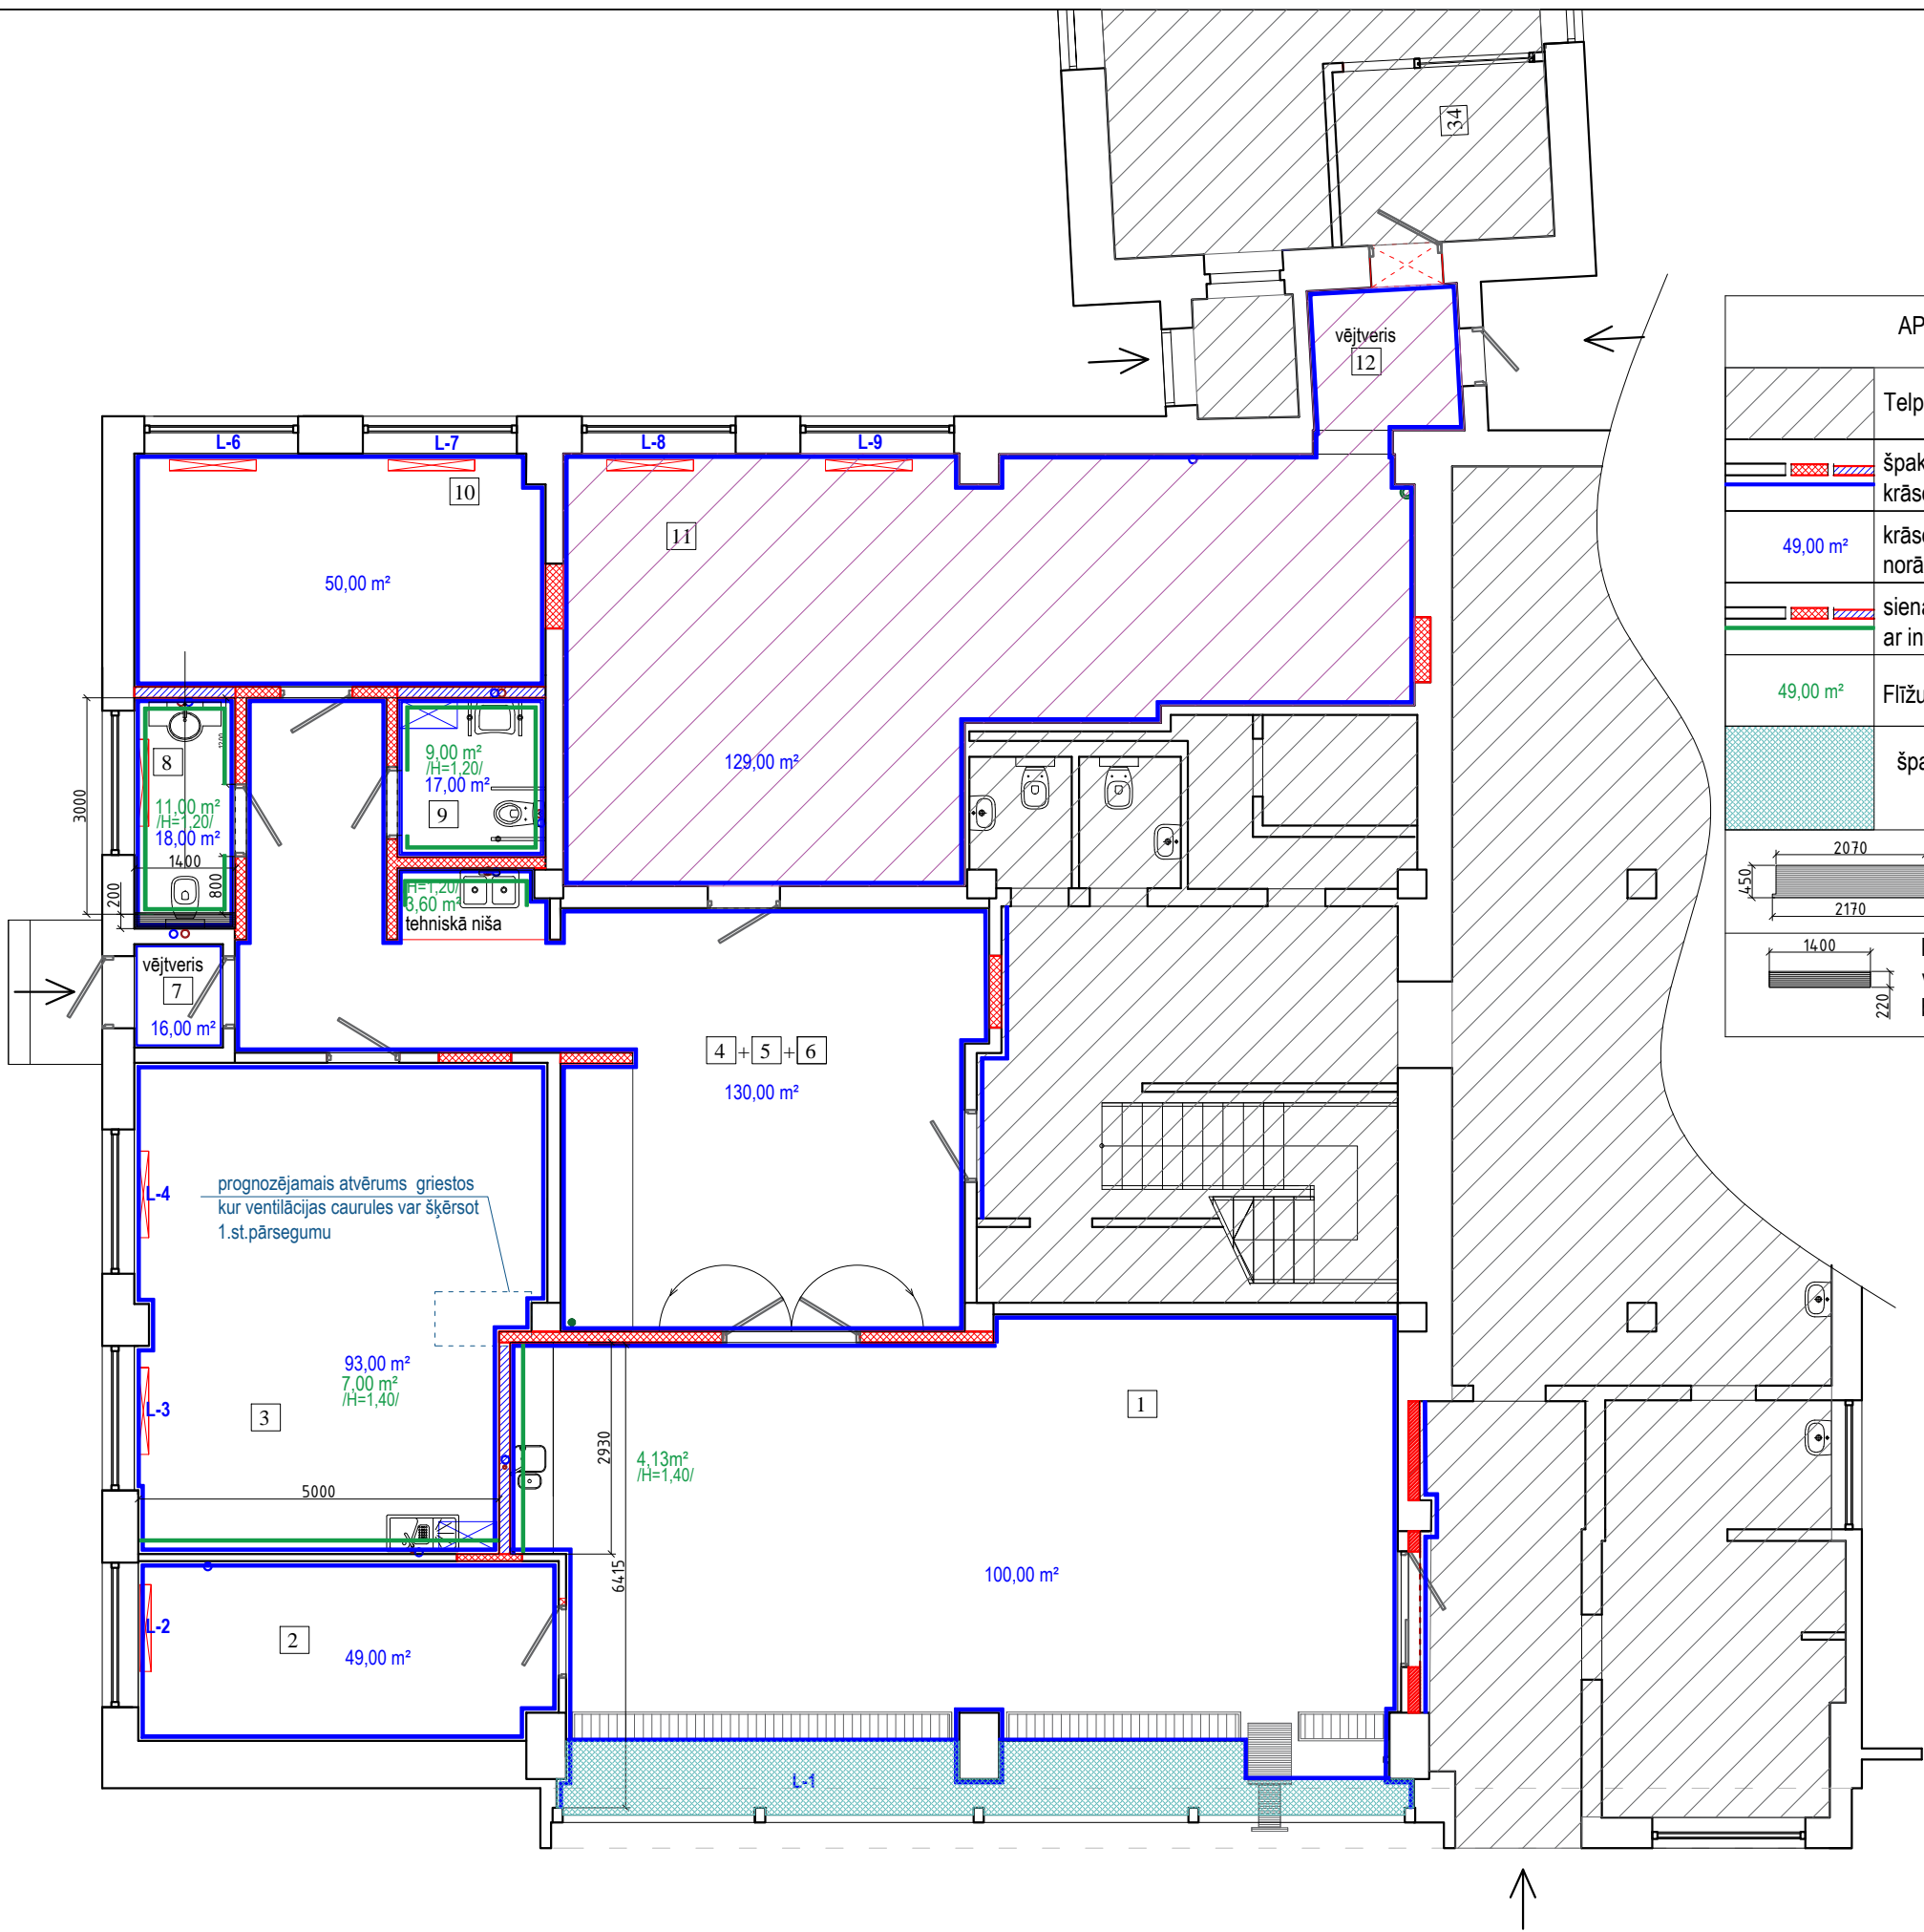 34
vējtveris
12
L-6
L-7
L-8
L-9
10
11
50,00 m²
129,00 m²
8
3000
1200
11,00 m²
/H=1,20/
18,00 m²
1400
800
200
9,00 m²
/H=1,20/
17,00 m²
9
H=1,20/
3,60 m²
tehniskā niša
vējtveris
7
16,00 m²
4 + 5 + 6
130,00 m²
L-4
prognozējamais atvērums griestos
kur ventilācijas caurules var šķērsot
1.st.pārsegumu
93,00 m²
7,00 m²
/H=1,40/
L-3
3
5000
1
2930
4,13m²
/H=1,40/
6415
100,00 m²
L-2
2
49,00 m²
L-1
AP
Telp
špak
krās
49,00 m²
krās
norā
siena
ar in
49,00 m²
Flīžu
špa
2070
450
2170
1400
220